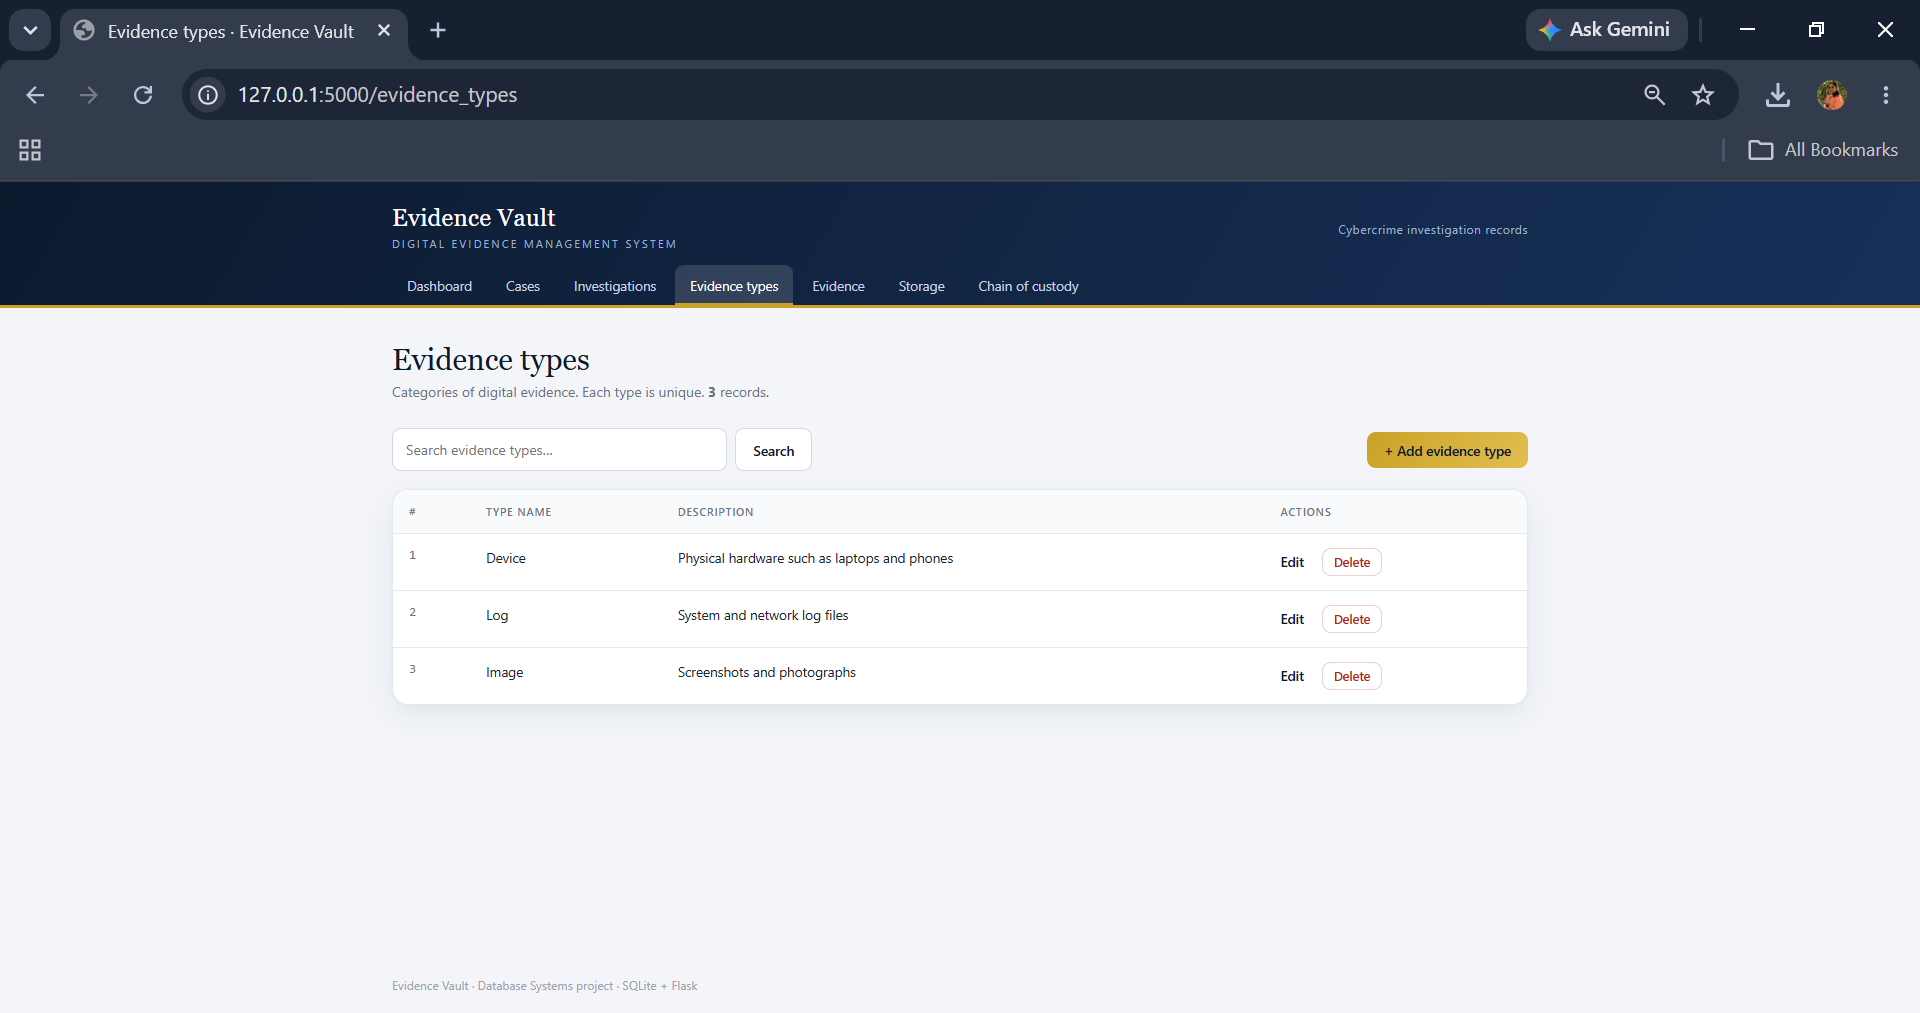 Evidence types · Evidence Vault
Ask Gemini
127.0.0.1:5000/evidence_types
All Bookmarks
Evidence Vault
DIGITAL EVIDENCE MANAGEMENT SYSTEM
Cybercrime investigation records
Dashboard Cases Investigations Evidence types Evidence Storage Chain of custody
Evidence types
Categories of digital evidence. Each type is unique. 3 records.
Search evidence types... Search + Add evidence type
# TYPE NAME DESCRIPTION ACTIONS
1 Device Physical hardware such as laptops and phones Edit Delete
2 Log System and network log files Edit Delete
3 Image Screenshots and photographs Edit Delete
Evidence Vault · Database Systems project · SQLite + Flask